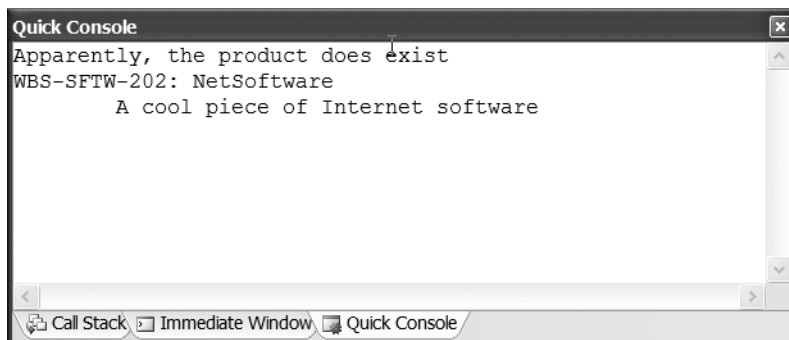 Quick Console
Apparently, the product does exist
WBS-SFTW-202: NetSoftware
A cool piece of Internet software
Call Stack Immediate Window Quick Console